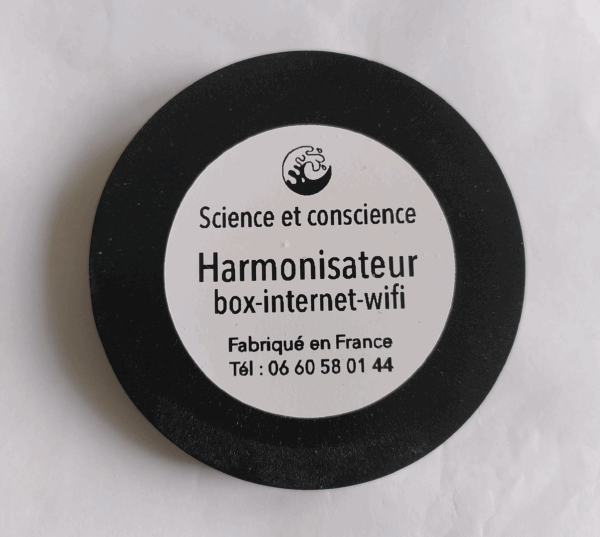 Science et conscience
Harmonisateur
box-internet-wifi
Fabriqué en France
Tél : 06 60 58 01 44